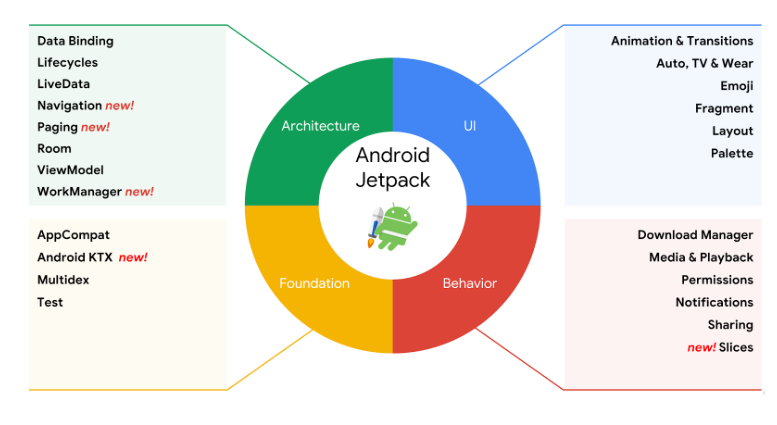 Data Binding
Lifecycles
LiveData
Navigation new!
Paging new!
Room
ViewModel
WorkManager new!
AppCompat
Android KTX new!
Multidex
Test
Architecture
UI
Android
Jetpack
Foundation
Behavior
Animation & Transitions
Auto, TV & Wear
Emoji
Fragment
Layout
Palette
Download Manager
Media & Playback
Permissions
Notifications
Sharing
new! Slices